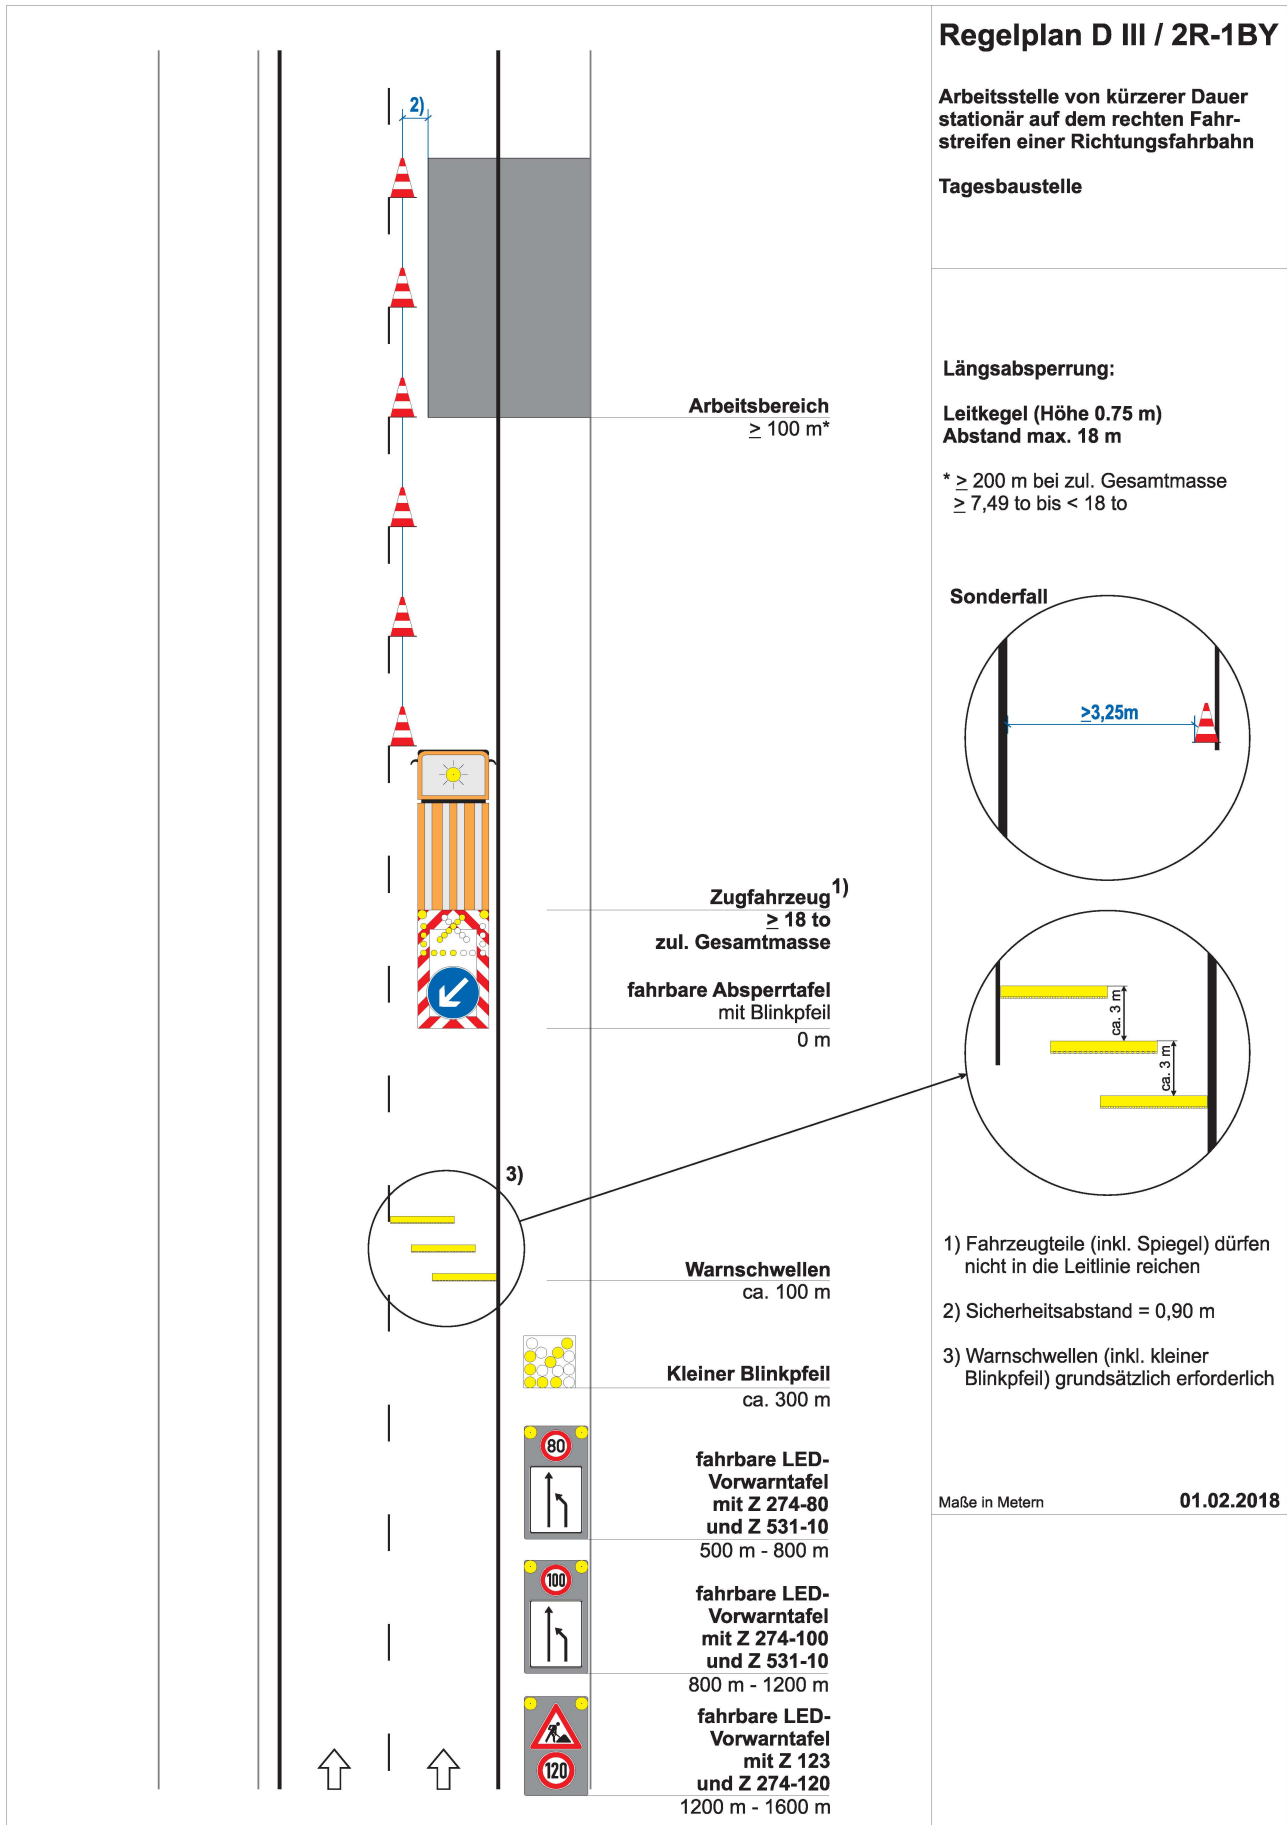 Regelplan D III / 2R-1BY
Arbeitsstelle von kürzerer Dauer
stationär auf dem rechten Fahr-
streifen einer Richtungsfahrbahn
Tagesbaustelle
Längsabsperrung:
Leitkegel (Höhe 0.75 m)
Abstand max. 18 m
* ≥ 200 m bei zul. Gesamtmasse
≥ 7,49 to bis < 18 to
Sonderfall
≥3,25m
ca. 3 m
ca. 3 m
1) Fahrzeugteile (inkl. Spiegel) dürfen
nicht in die Leitlinie reichen
2) Sicherheitsabstand = 0,90 m
3) Warnschwellen (inkl. kleiner
Blinkpfeil) grundsätzlich erforderlich
Maße in Metern 01.02.2018
2)
Arbeitsbereich
≥ 100 m*
Zugfahrzeug 1)
≥ 18 to
zul. Gesamtmasse
fahrbare Absperrtafel
mit Blinkpfeil
0 m
3)
Warnschwellen
ca. 100 m
Kleiner Blinkpfeil
ca. 300 m
80
fahrbare LED-
Vorwarntafel
mit Z 274-80
und Z 531-10
500 m - 800 m
100
fahrbare LED-
Vorwarntafel
mit Z 274-100
und Z 531-10
800 m - 1200 m
120
fahrbare LED-
Vorwarntafel
mit Z 123
und Z 274-120
1200 m - 1600 m